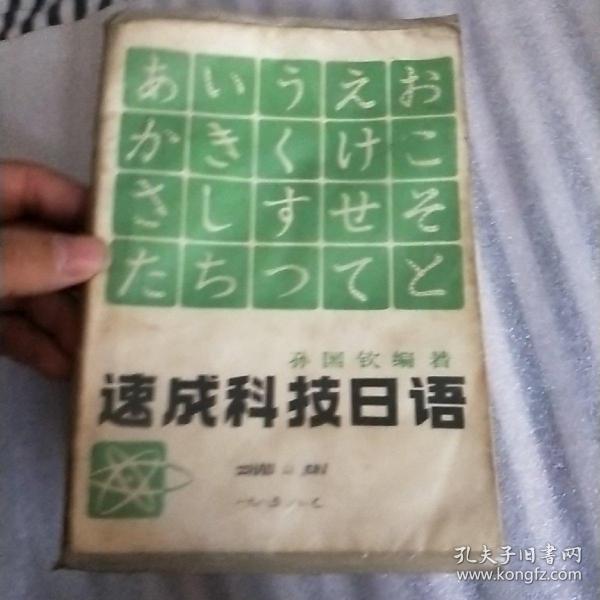 あいうえお
かきくけこ
さしすせそ
たちつてと
孙国钦编著
速成科技日语
孔夫子旧书网
www.kongfz.com